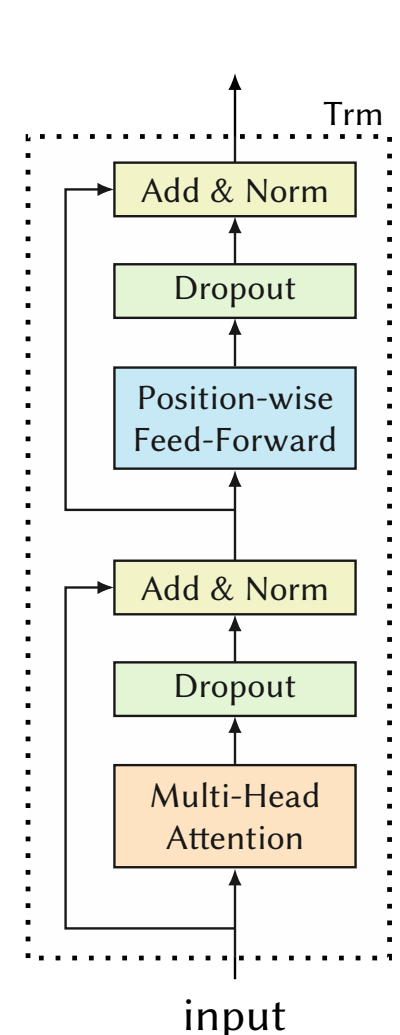 Trm
Add & Norm
Dropout
Position-wise
Feed-Forward
Add & Norm
Dropout
Multi-Head
Attention
input